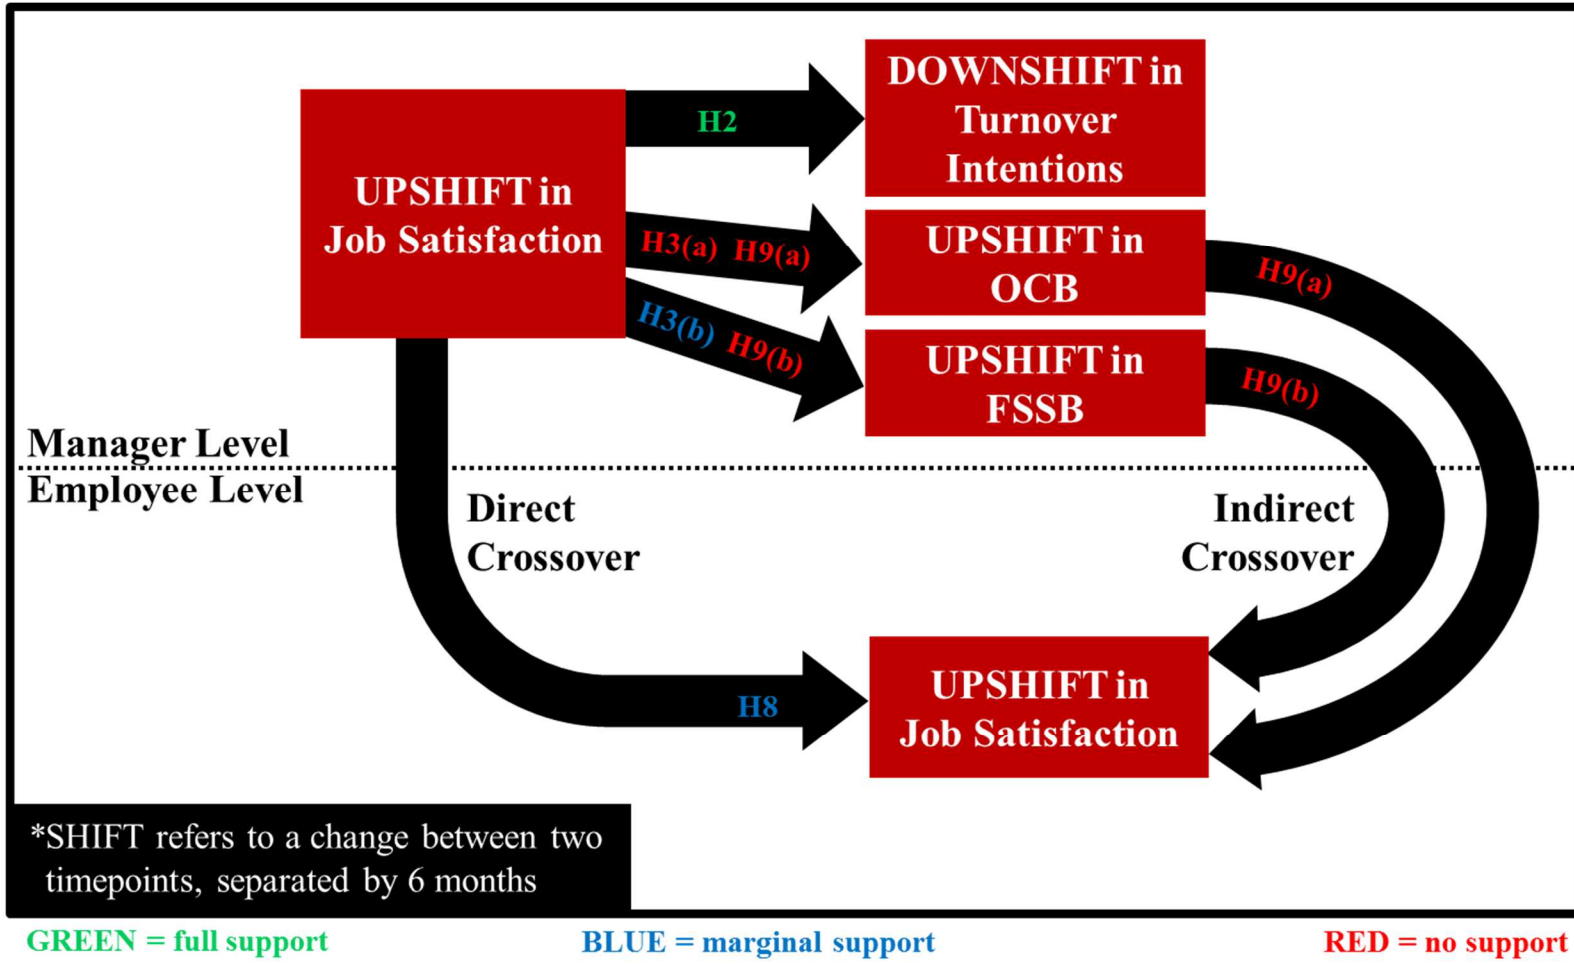 DOWNSHIFT in
Turnover
Intentions
H2
UPSHIFT in
Job Satisfaction
H3(a) H9(a)
UPSHIFT in
OCB
H9(a)
H3(b) H9(b)
UPSHIFT in
FSSB
H9(b)
Manager Level
Employee Level
Direct
Crossover
Indirect
Crossover
UPSHIFT in
Job Satisfaction
H8
*SHIFT refers to a change between two
timepoints, separated by 6 months
GREEN = full support
BLUE = marginal support
RED = no support